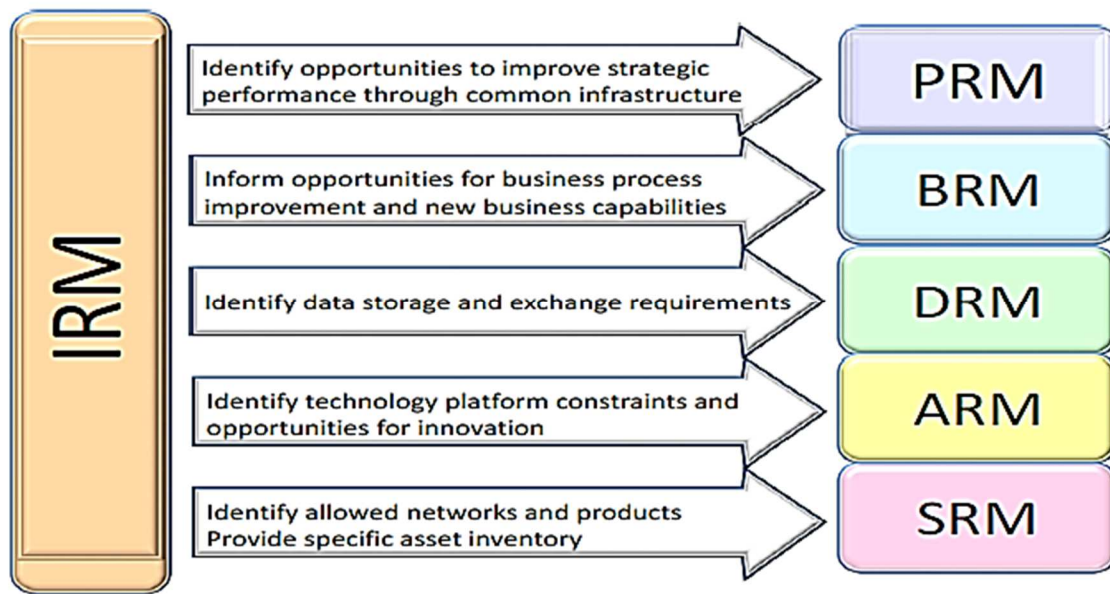 IRM
Identify opportunities to improve strategic
performance through common infrastructure
PRM
Inform opportunities for business process
improvement and new business capabilities
BRM
Identify data storage and exchange requirements
DRM
Identify technology platform constraints and
opportunities for innovation
ARM
Identify allowed networks and products
Provide specific asset inventory
SRM